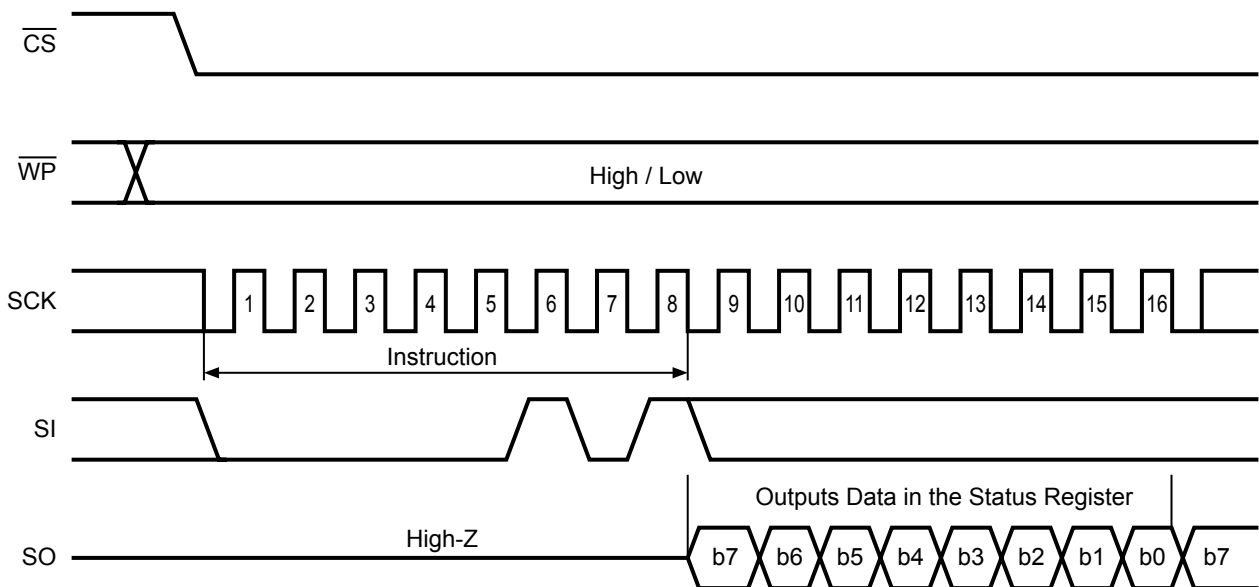 CS
WP
High / Low
SCK
1 2 3 4 5 6 7 8 9 10 11 12 13 14 15 16
Instruction
SI
Outputs Data in the Status Register
High-Z
SO
b7 b6 b5 b4 b3 b2 b1 b0 b7